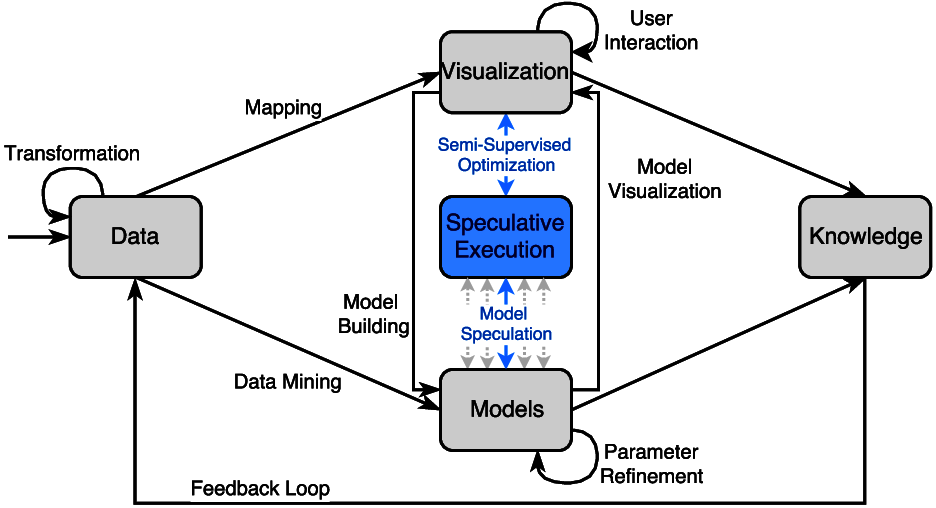 User
Interaction
Visualization
Mapping
Semi-Supervised
Optimization
Transformation
Model
Visualization
Data
Speculative
Execution
Knowledge
Model
Building
Model
Speculation
Data Mining
Models
Parameter
Refinement
Feedback Loop